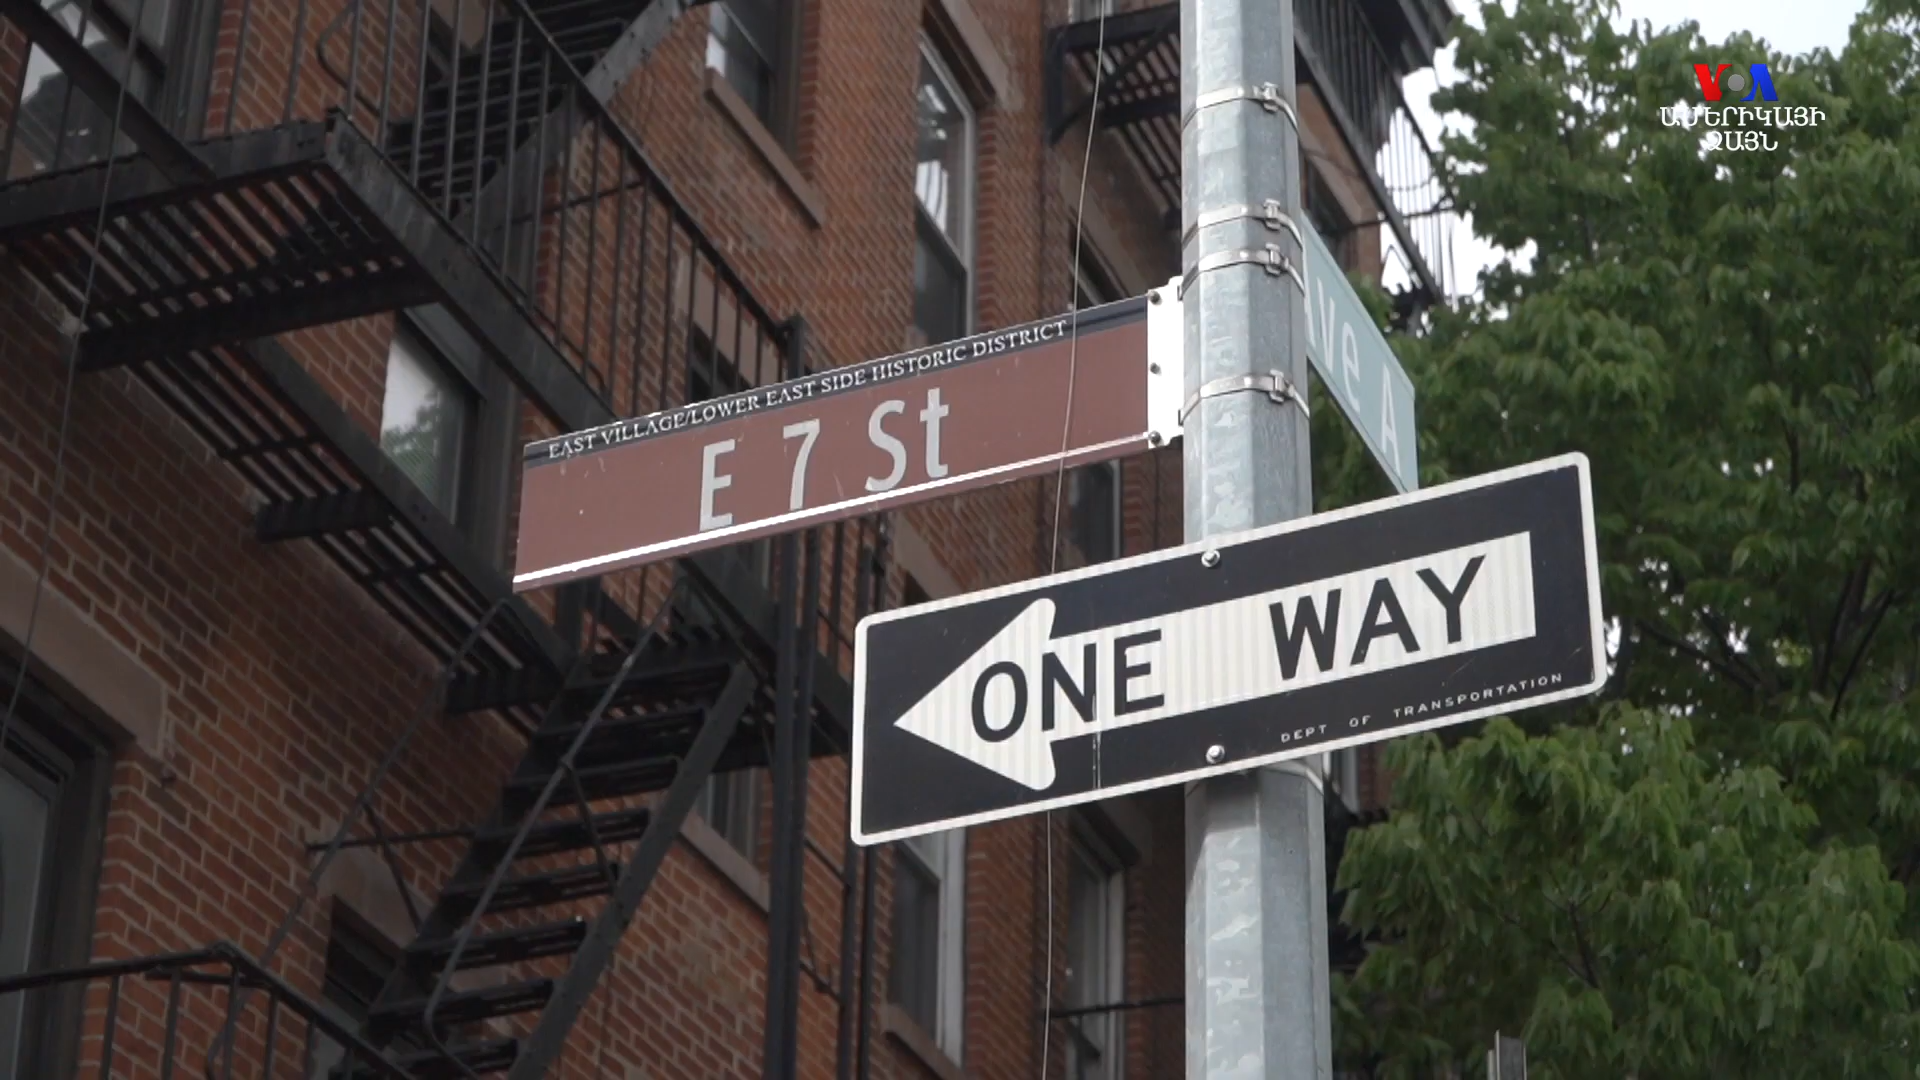 VOA
ԱՄԵՐԻԿԱՅԻ
ՁԱՅՆ
EAST VILLAGE/LOWER EAST SIDE HISTORIC DISTRICT
E 7 St
Ave A
ONE WAY
DEPT OF TRANSPORTATION